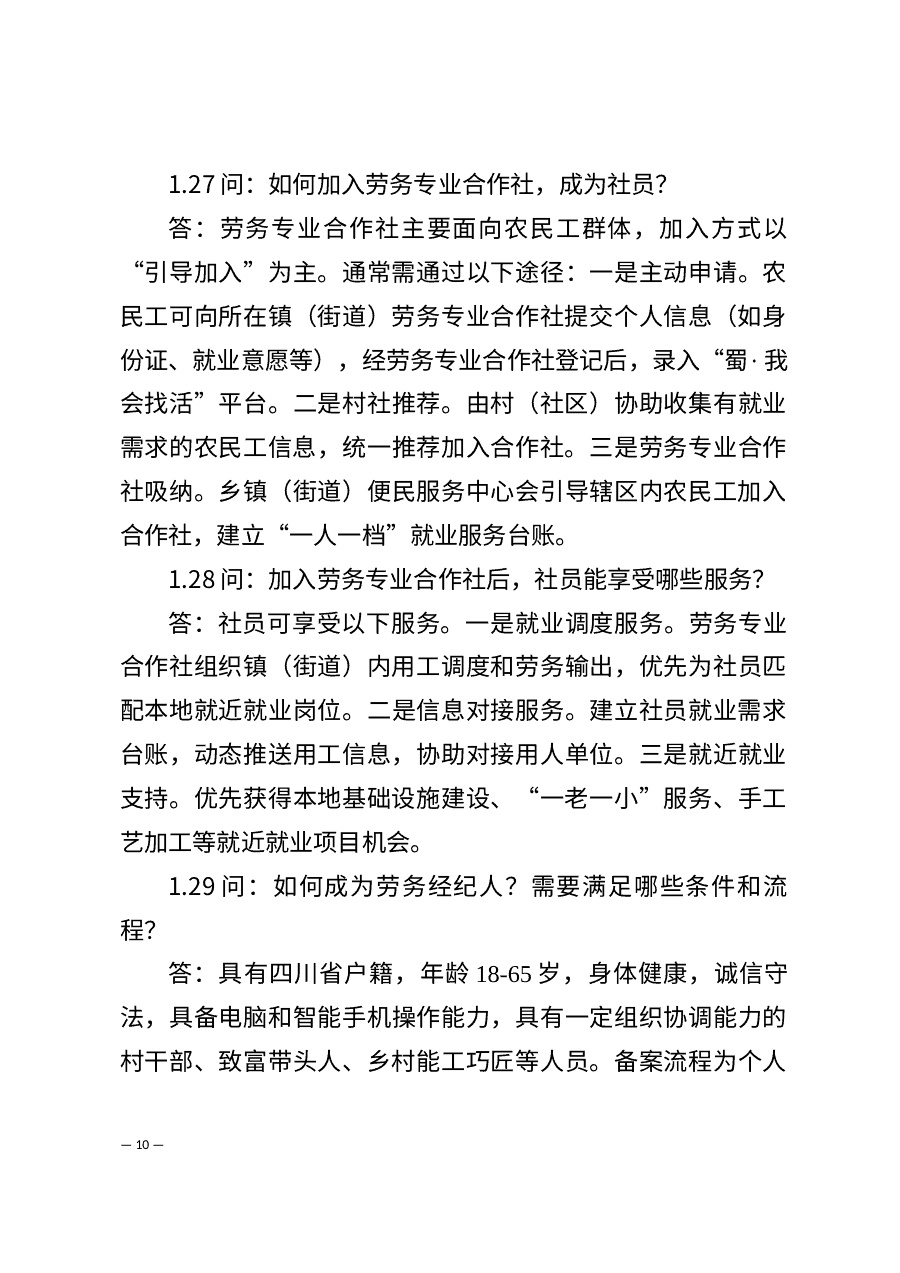 1.27 问：如何加入劳务专业合作社，成为社员？
答：劳务专业合作社主要面向农民工群体，加入方式以
“引导加入”为主。通常需通过以下途径：一是主动申请。农
民工可向所在镇（街道）劳务专业合作社提交个人信息（如身
份证、就业意愿等），经劳务专业合作社登记后，录入“蜀·我
会找活”平台。二是村社推荐。由村（社区）协助收集有就业
需求的农民工信息，统一推荐加入合作社。三是劳务专业合作
社吸纳。乡镇（街道）便民服务中心会引导辖区内农民工加入
合作社，建立“一人一档”就业服务台账。
1.28 问：加入劳务专业合作社后，社员能享受哪些服务？
答：社员可享受以下服务。一是就业调度服务。劳务专业
合作社组织镇（街道）内用工调度和劳务输出，优先为社员匹
配本地就近就业岗位。二是信息对接服务。建立社员就业需求
台账，动态推送用工信息，协助对接用人单位。三是就近就业
支持。优先获得本地基础设施建设、“一老一小”服务、手工
艺加工等就近就业项目机会。
1.29 问：如何成为劳务经纪人？需要满足哪些条件和流
程？
答：具有四川省户籍，年龄 18-65 岁，身体健康，诚信守
法，具备电脑和智能手机操作能力，具有一定组织协调能力的
村干部、致富带头人、乡村能工巧匠等人员。备案流程为个人
— 10 —